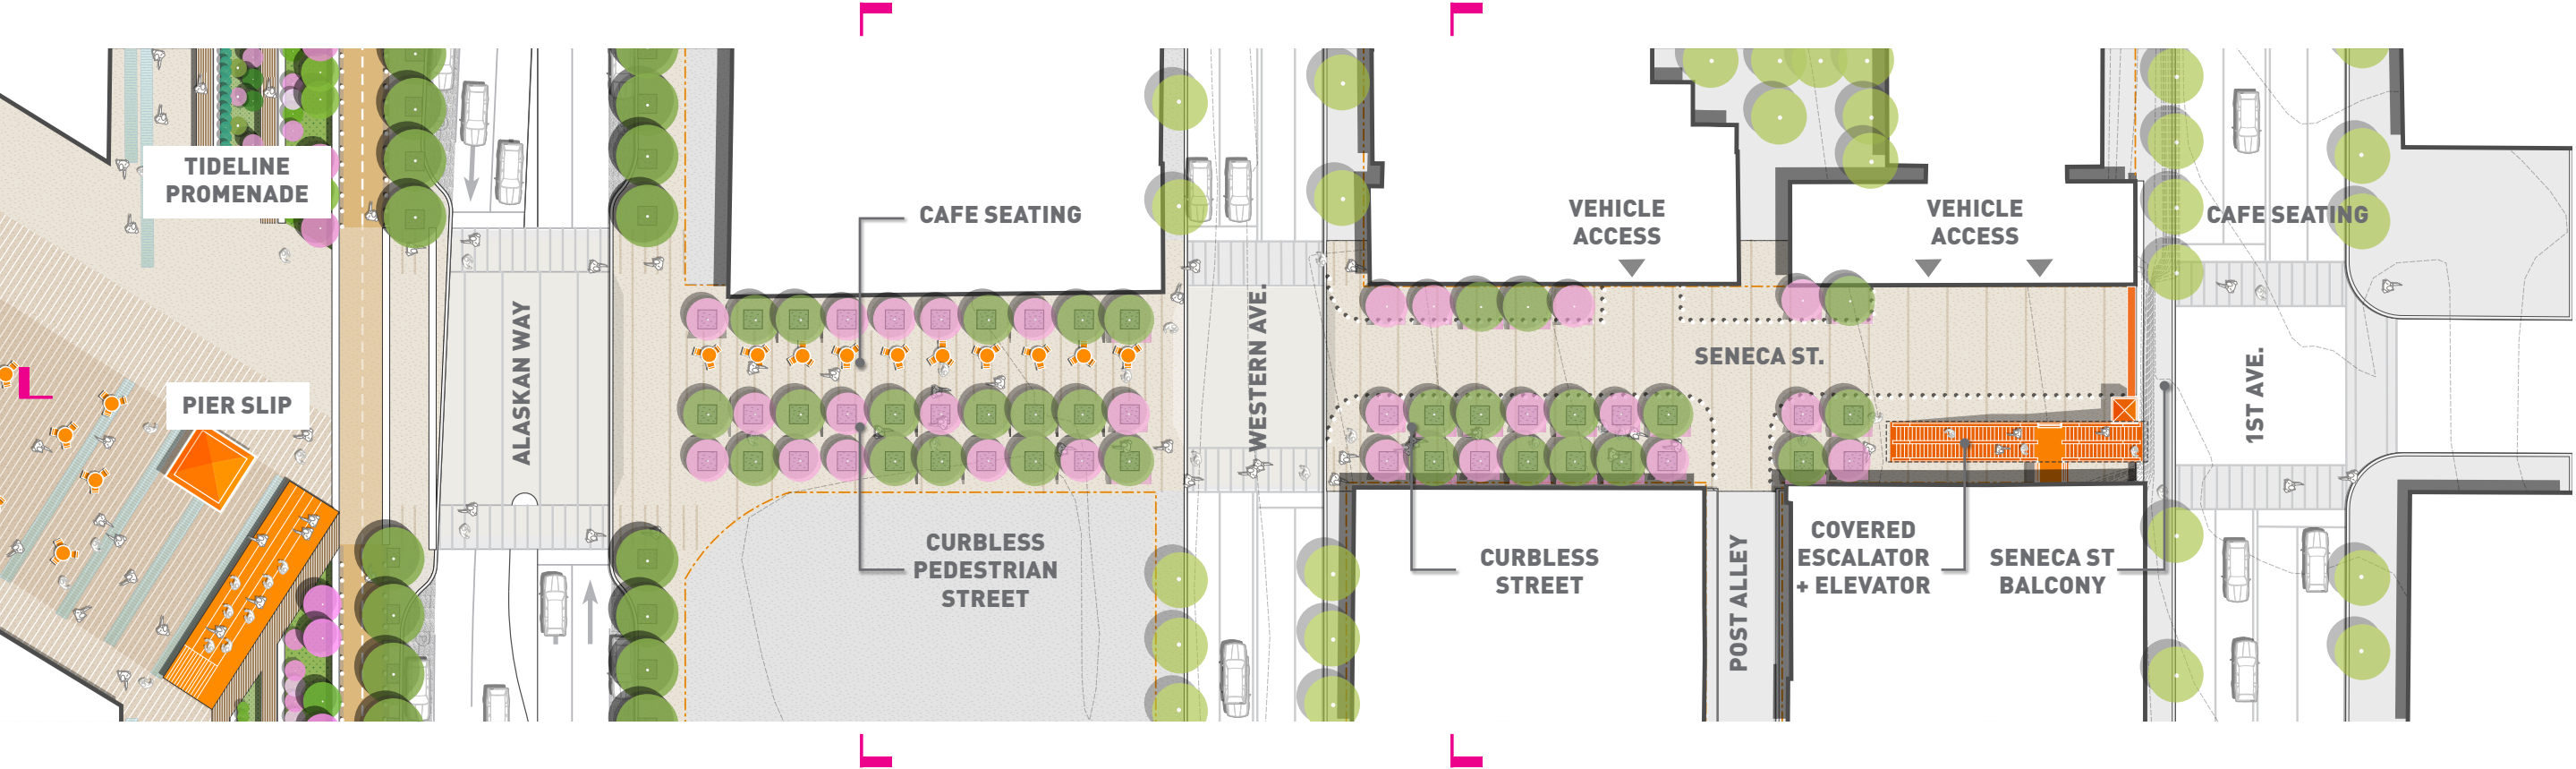 TIDELINE
PROMENADE
PIER SLIP
ALASKAN WAY
CAFE SEATING
CURBLESS
PEDESTRIAN
STREET
WESTERN AVE.
VEHICLE
ACCESS
VEHICLE
ACCESS
SENECA ST.
CURBLESS
STREET
POST ALLEY
COVERED
ESCALATOR
+ ELEVATOR
SENECA ST
BALCONY
CAFE SEATING
1ST AVE.